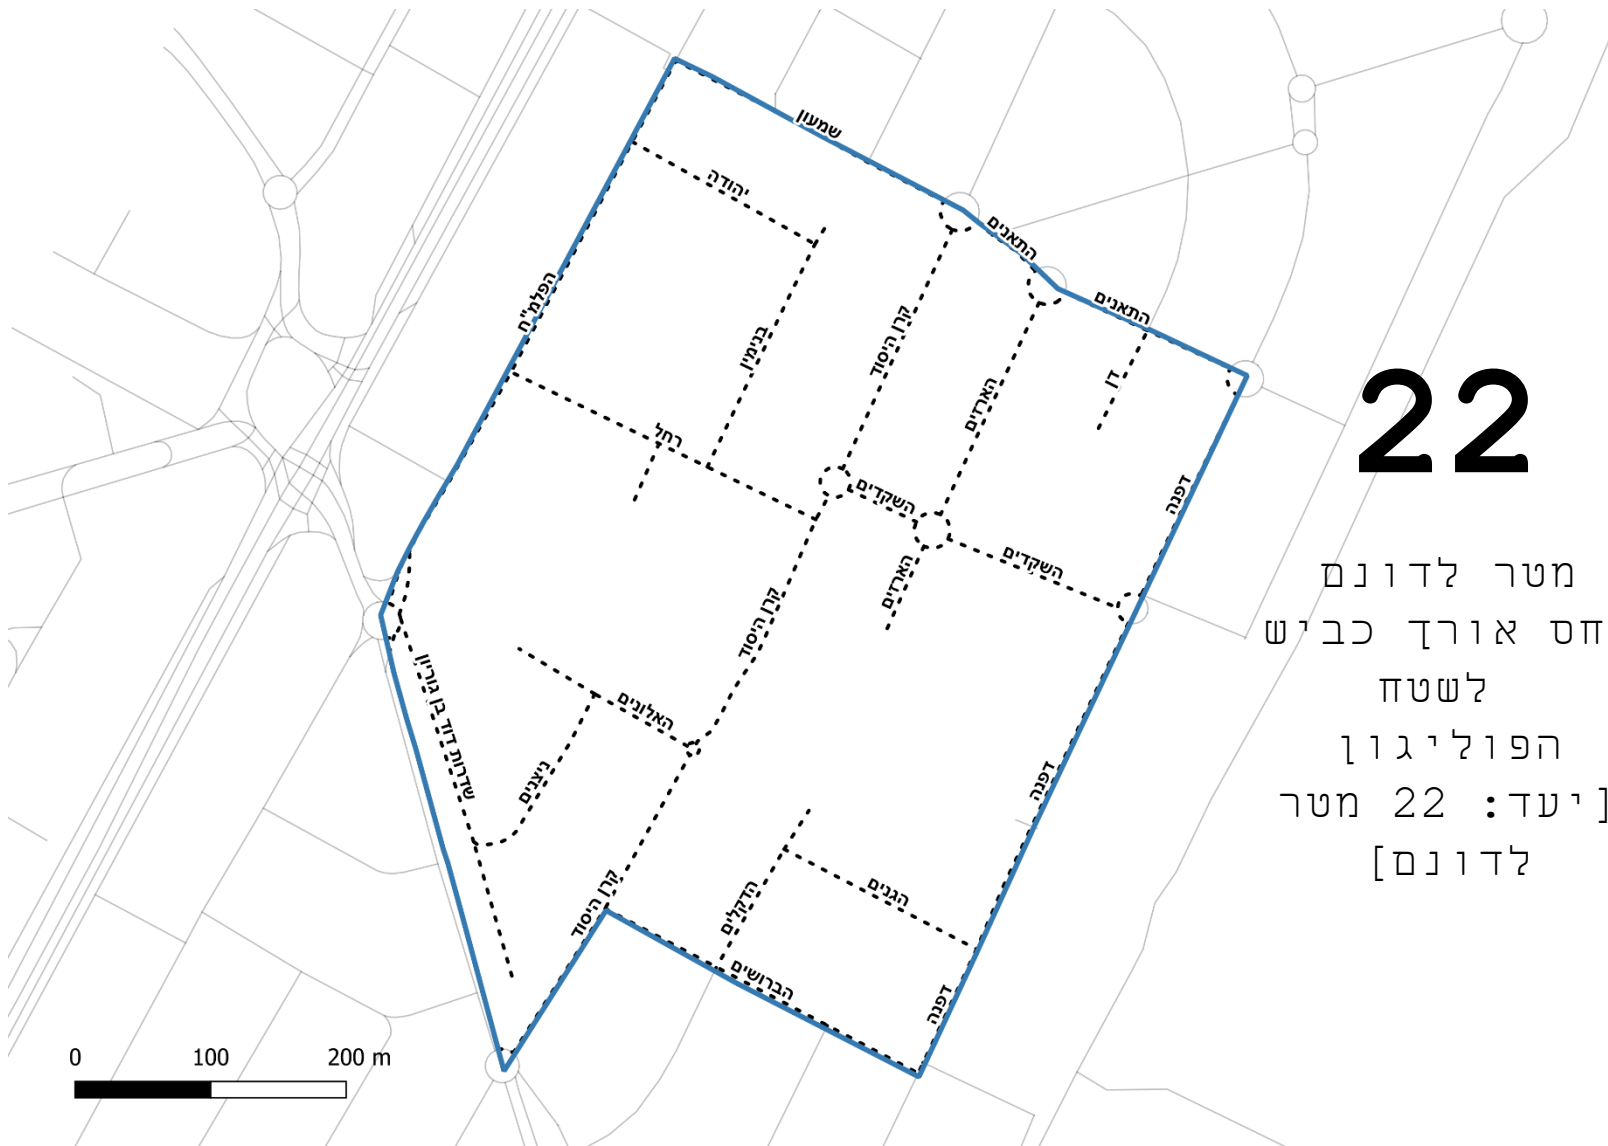 שמעון
יהודה
התאנים
התאנים
הפלמ"ח
בנימין
קרן היסוד
הארזים
דן
רחל
השקדים
דפנה
השקדים
הארזים
קרן היסוד
שדרות דוד בן גוריון
האלונים
ניצנים
דפנה
קרן היסוד
הדקלים
הגנים
הברושים
דפנה
22
מטר לדונם
חס אורך כביש
לשטח
הפוליגון
[יעד: 22 מטר
לדונם]
0 100 200 m